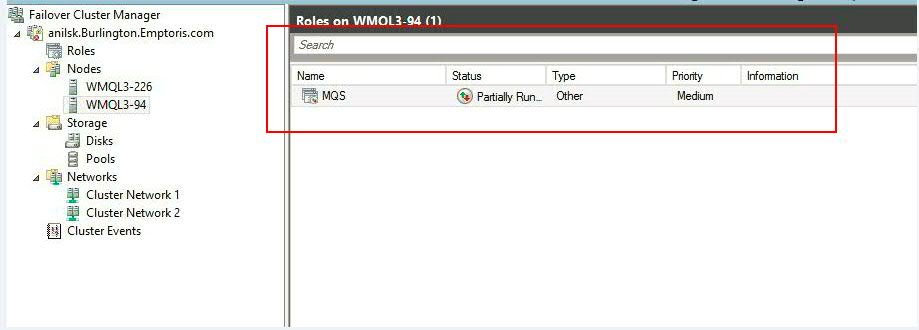 Failover Cluster Manager
anilsk.Burlington.Emptoris.com
Roles
Nodes
WMQL3-226
WMQL3-94
Storage
Disks
Pools
Networks
Cluster Network 1
Cluster Network 2
Cluster Events
Roles on WMQL3-94 (1)
Search
Name Status Type Priority Information
MQS Partially Run... Other Medium